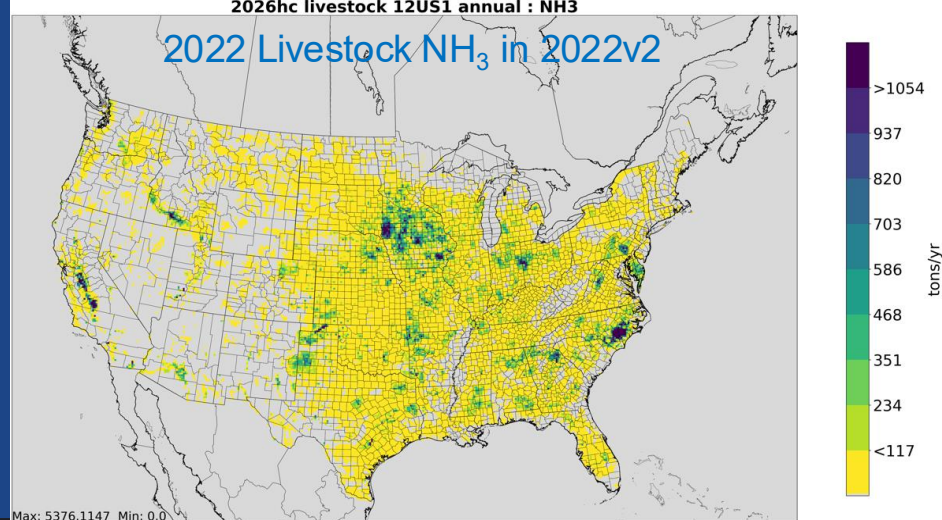 2026hc livestock 12US1 annual : NH3
2022 Livestock NH₃ in 2022v2
>1054
937
820
703
586
468
351
234
<117
tons/yr
Max: 5376.1147 Min: 0.0